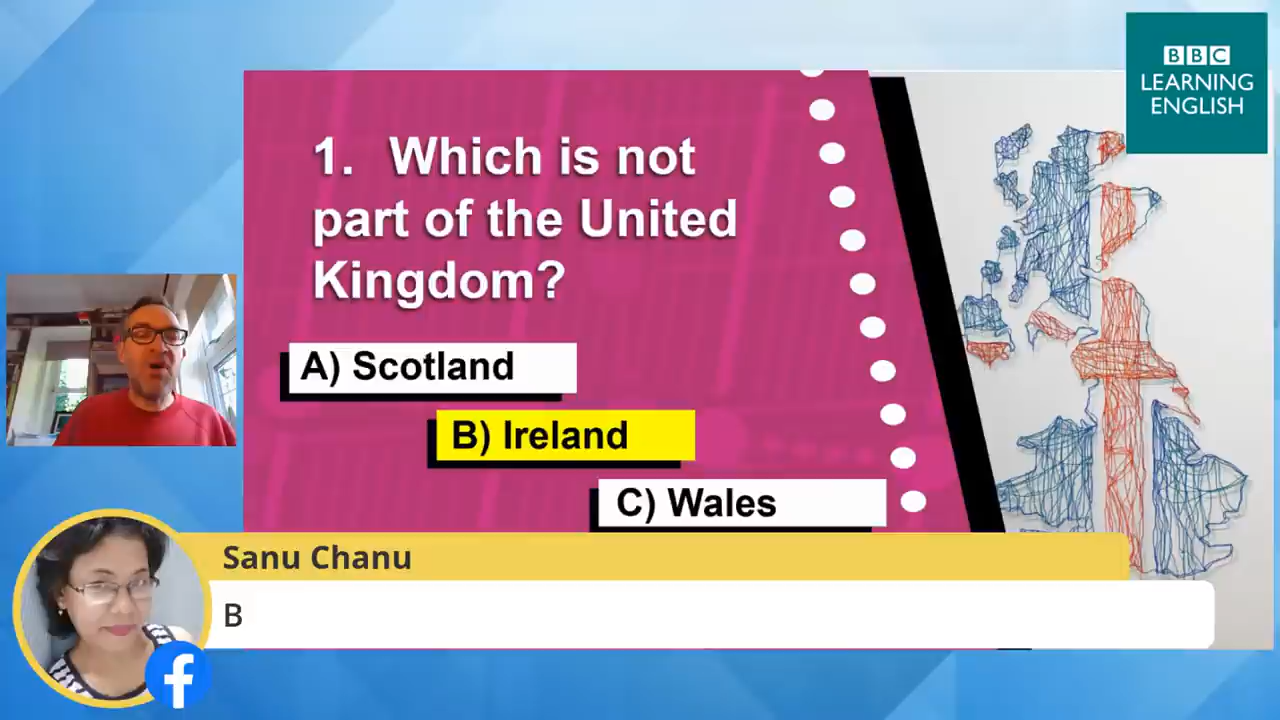 BBC
LEARNING
ENGLISH
1. Which is not
part of the United
Kingdom?
A) Scotland
B) Ireland
C) Wales
Sanu Chanu
B